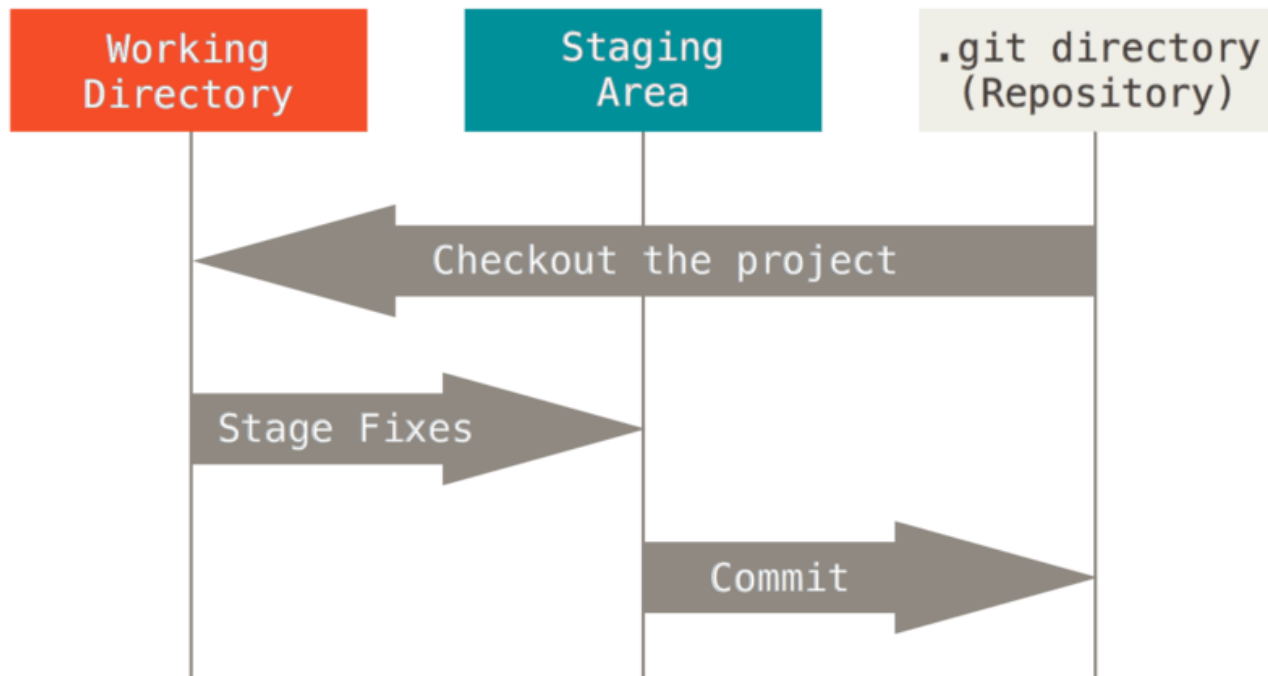 Working
Directory
Staging
Area
.git directory
(Repository)
Checkout the project
Stage Fixes
Commit